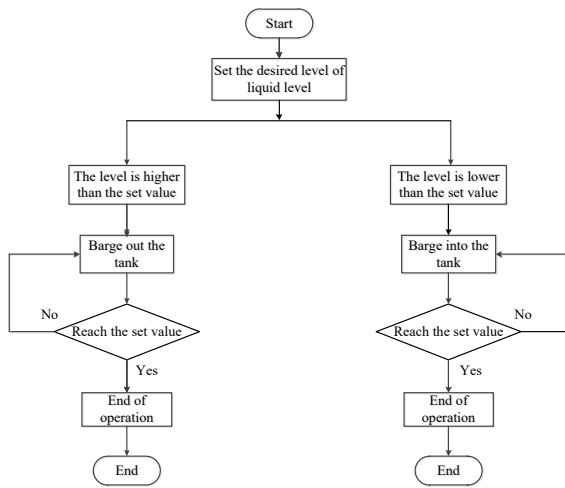 Start
Set the desired level of
liquid level
The level is higher
than the set value
The level is lower
than the set value
Barge out the
tank
Barge into the
tank
No
Reach the set value
Reach the set value
No
Yes
Yes
End of
operation
End of
operation
End
End